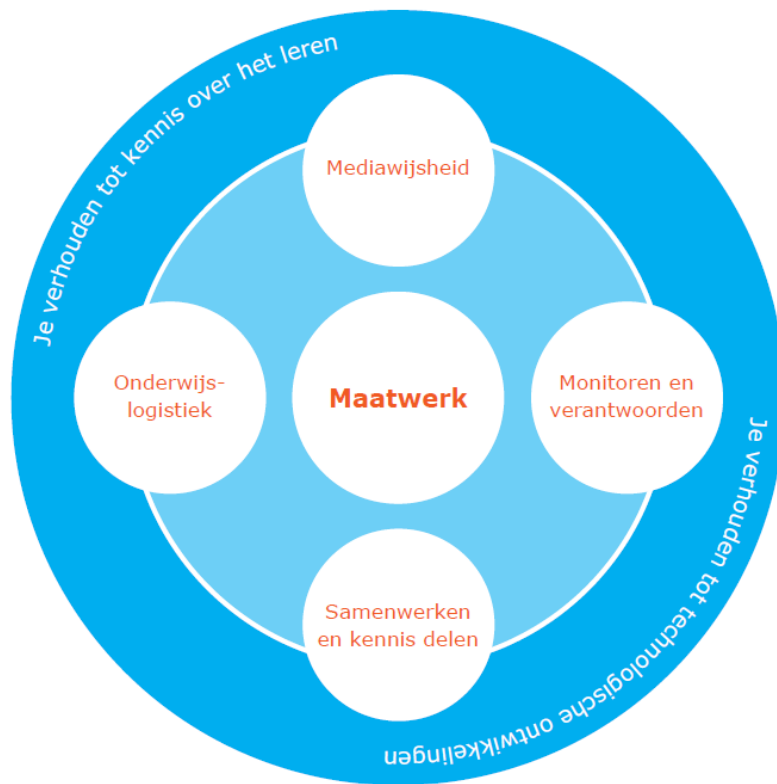 Je verhouden tot kennis over het leren
Mediawijsheid
Onderwijs-
logistiek
Maatwerk
Monitoren en
verantwoorden
Samenwerken
en kennis delen
Je verhouden tot technologische ontwikkelingen